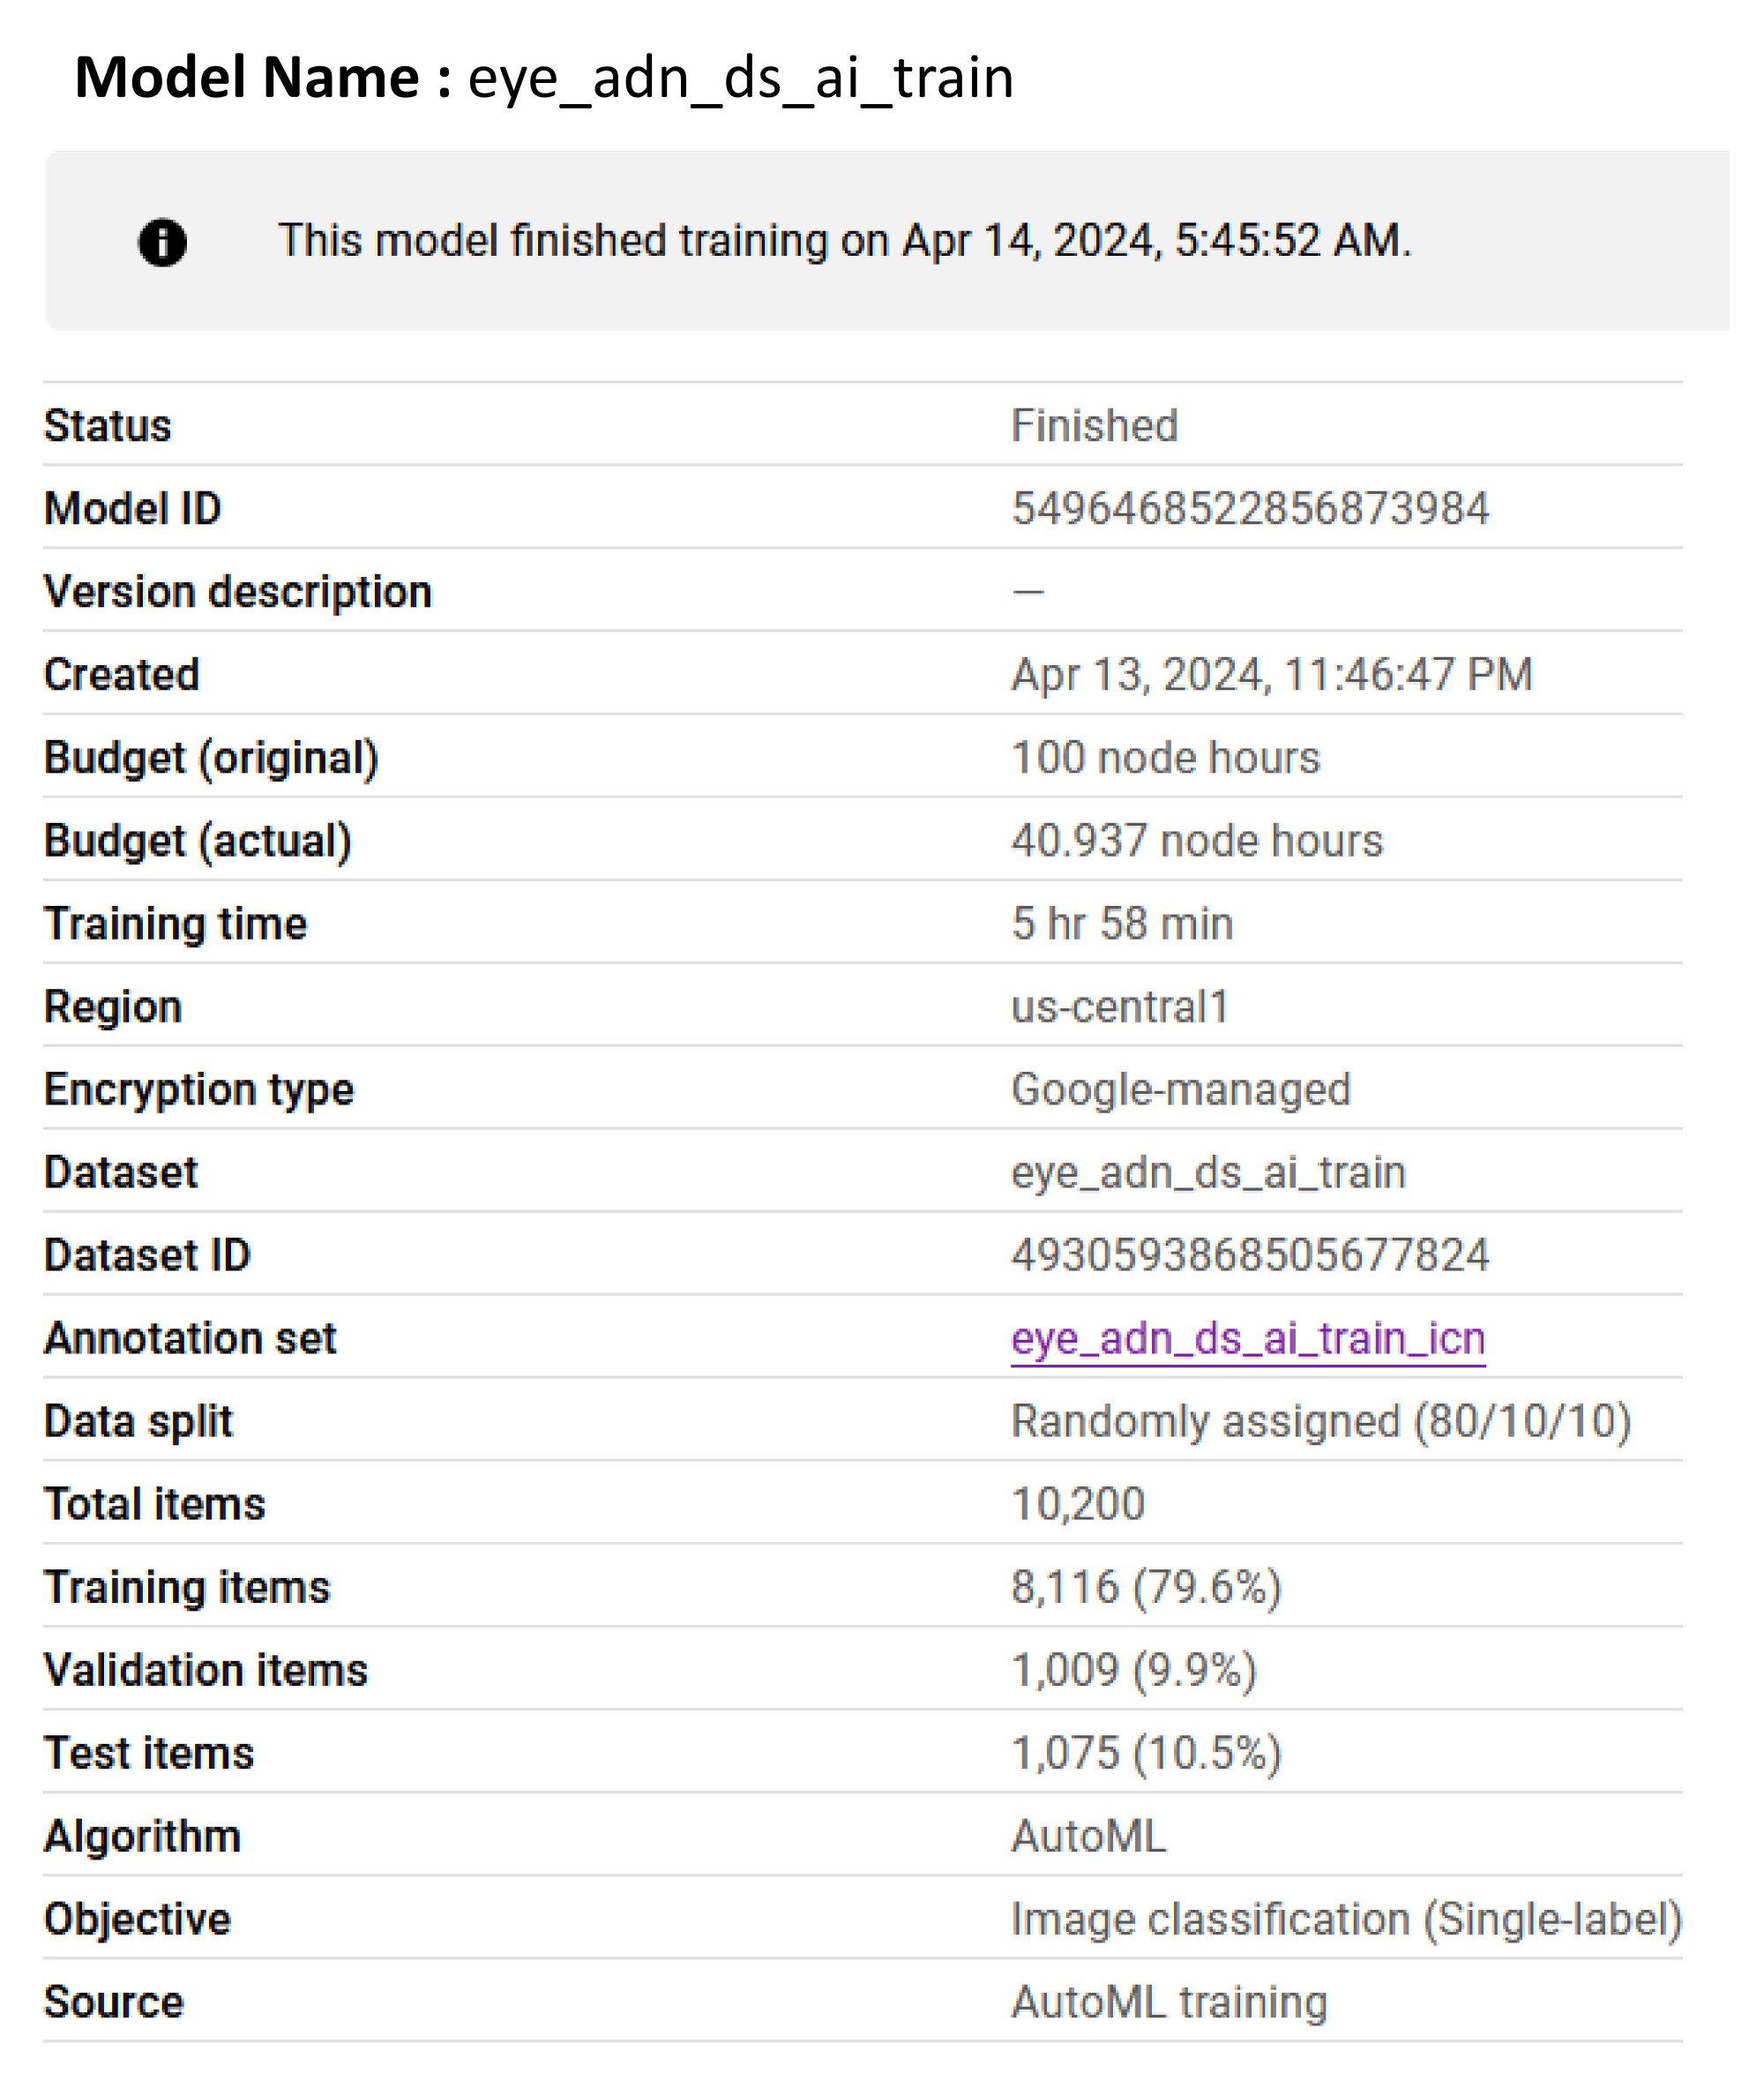 Model Name : eye_adn_ds_ai_train
This model finished training on Apr 14, 2024, 5:45:52 AM.
Status Finished
Model ID 5496468522856873984
Version description —
Created Apr 13, 2024, 11:46:47 PM
Budget (original) 100 node hours
Budget (actual) 40.937 node hours
Training time 5 hr 58 min
Region us-central1
Encryption type Google-managed
Dataset eye_adn_ds_ai_train
Dataset ID 4930593868505677824
Annotation set eye_adn_ds_ai_train_icn
Data split Randomly assigned (80/10/10)
Total items 10,200
Training items 8,116 (79.6%)
Validation items 1,009 (9.9%)
Test items 1,075 (10.5%)
Algorithm AutoML
Objective Image classification (Single-label)
Source AutoML training